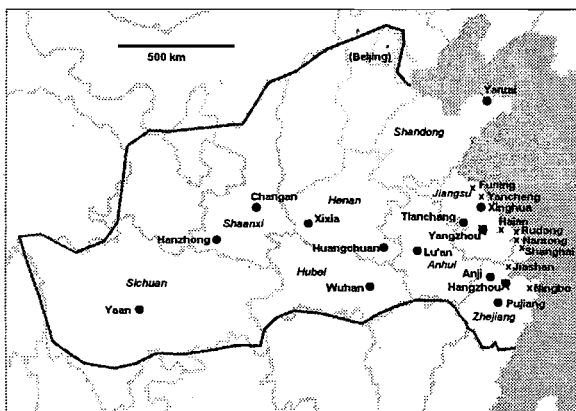 500 km
(Beijing)
Yantai
Shandong
Jiangsu
Funing
Yancheng
Xinghua
Changan
Henan
Tianchang
Haian
Shaanxi
Xixia
Yangzhou
Rudong
Hanzhong
Nantong
Huangchuan
Lu'an
Shanghai
Anhui
Jiashan
Sichuan
Hubei
Anji
Wuhan
Hangzhou
Ningbo
Yaan
Pujiang
Zhejiang